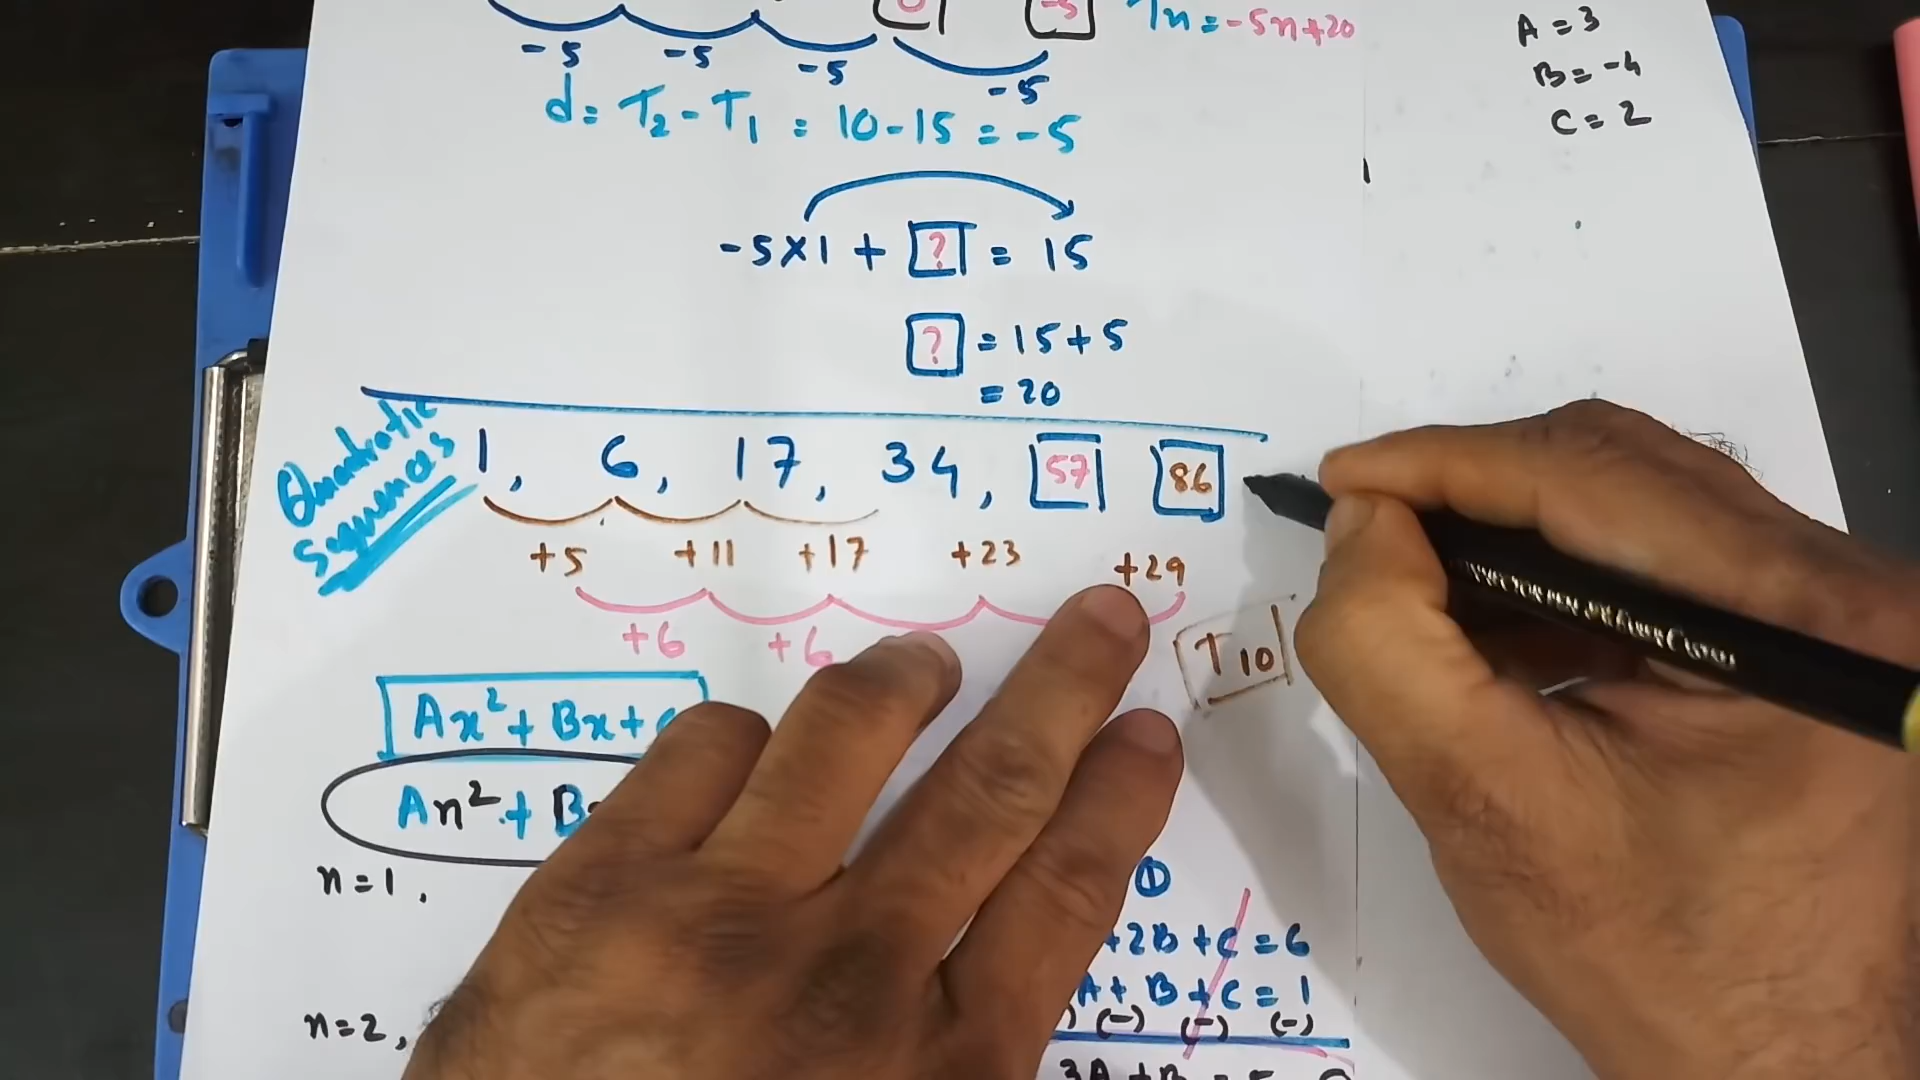 -5 -5 -5 -5 Tn = -5n+20
A = 3
B = -4
C = 2
d = T₂ - T₁ = 10 - 15 = -5
-5×1 + ? = 15
? = 15+5
= 20
Quadratic Sequences
1, 6, 17, 34, 57 86
+5 +11 +17 +23 +29
+6 +6
T₁₀
Ax² + Bx +
An² + B
n=1.
①
+2B + C = 6
A + B + C = 1
n=2,
(-) (-) (-)
3A + B = 5